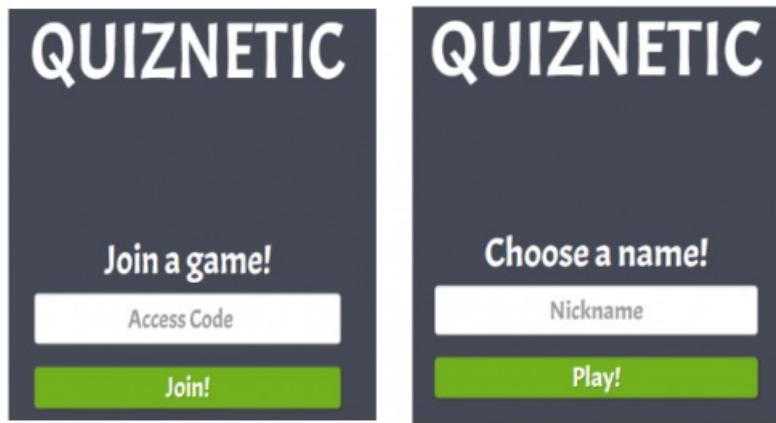 QUIZNETIC
Join a game!
Access Code
Join!
QUIZNETIC
Choose a name!
Nickname
Play!